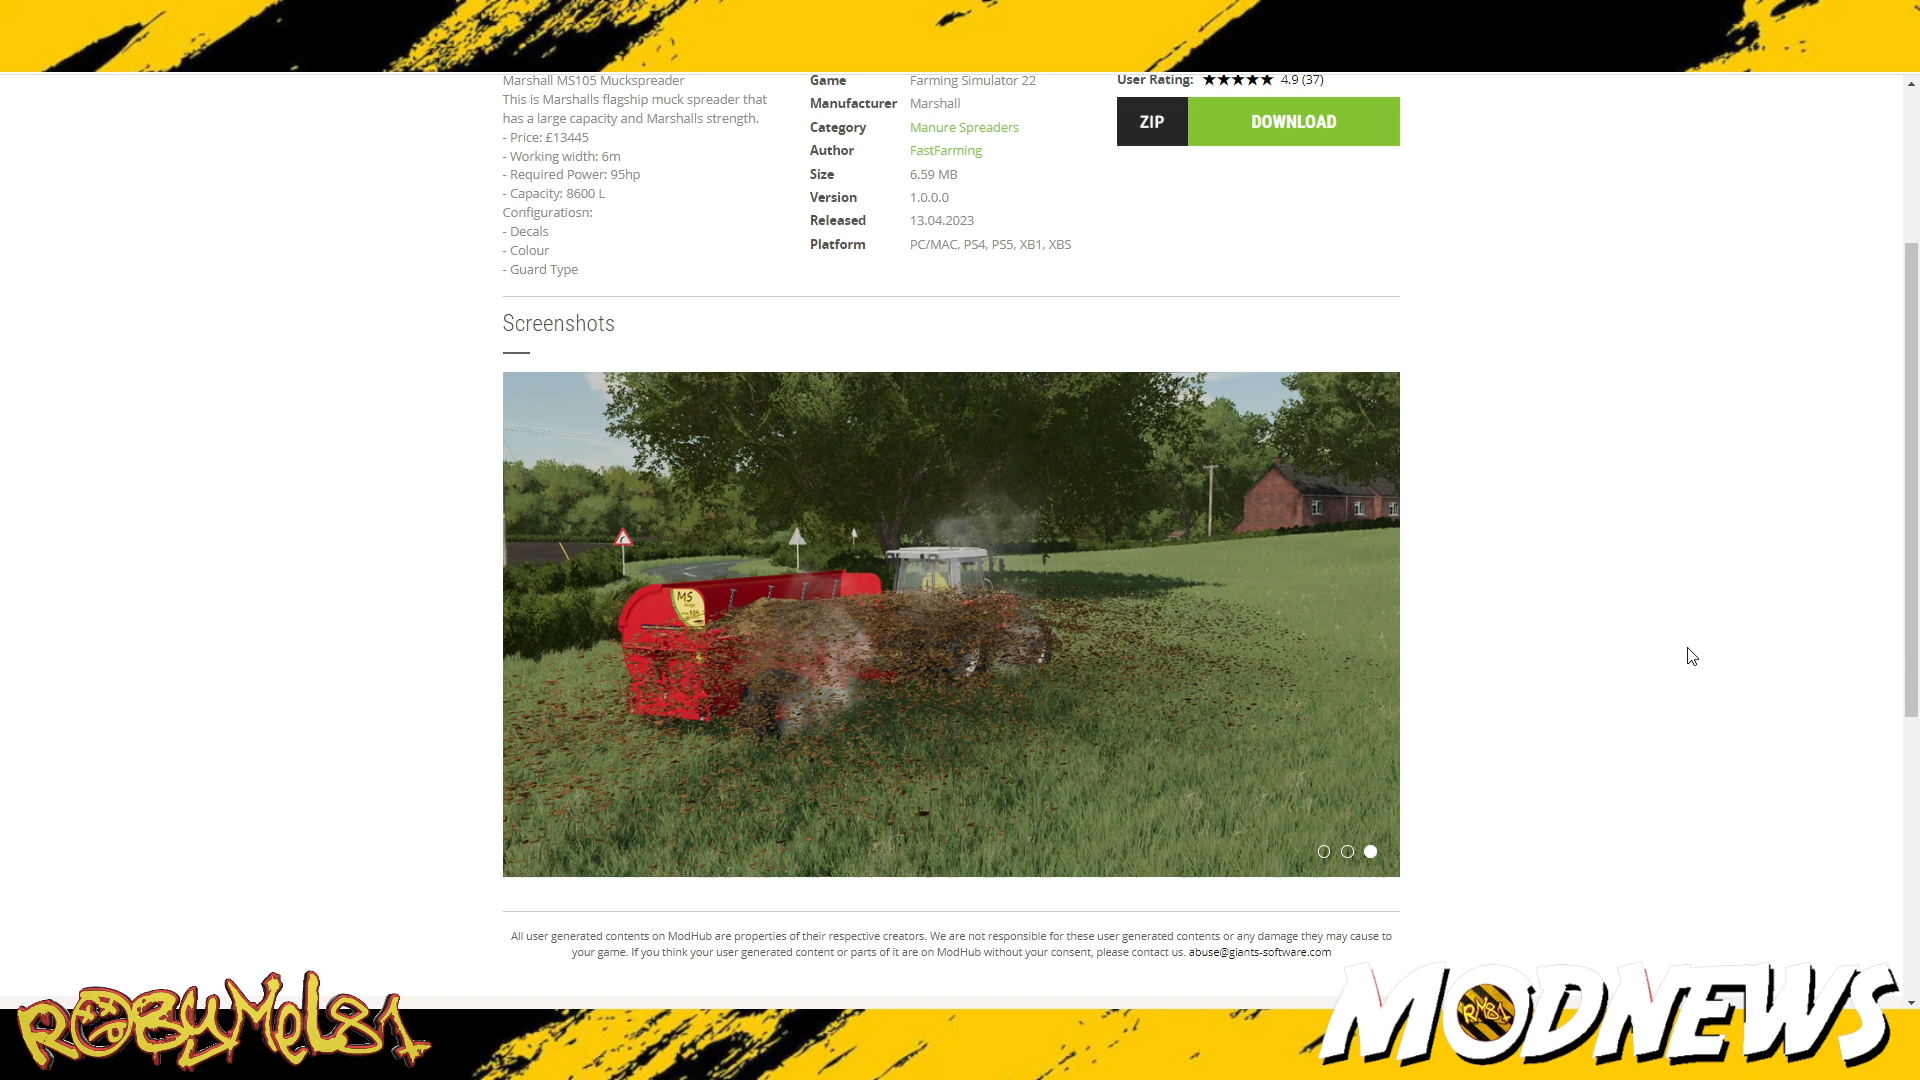 Marshall MS105 Muckspreader
This is Marshalls flagship muck spreader that
has a large capacity and Marshalls strength.
- Price: £13445
- Working width: 6m
- Required Power: 95hp
- Capacity: 8600 L
Configuratiosn:
- Decals
- Colour
- Guard Type
Game Farming Simulator 22
Manufacturer Marshall
Category Manure Spreaders
Author FastFarming
Size 6.59 MB
Version 1.0.0.0
Released 13.04.2023
Platform PC/MAC, PS4, PS5, XB1, XBS
User Rating: ★★★★★ 4.9 (37)
ZIP DOWNLOAD
Screenshots
MS
105
All user generated contents on ModHub are properties of their respective creators. We are not responsible for these user generated contents or any damage they may cause to
your game. If you think your user generated content or parts of it are on ModHub without your consent, please contact us. abuse@giants-software.com
RobyMel81
MODNEWS
RM81